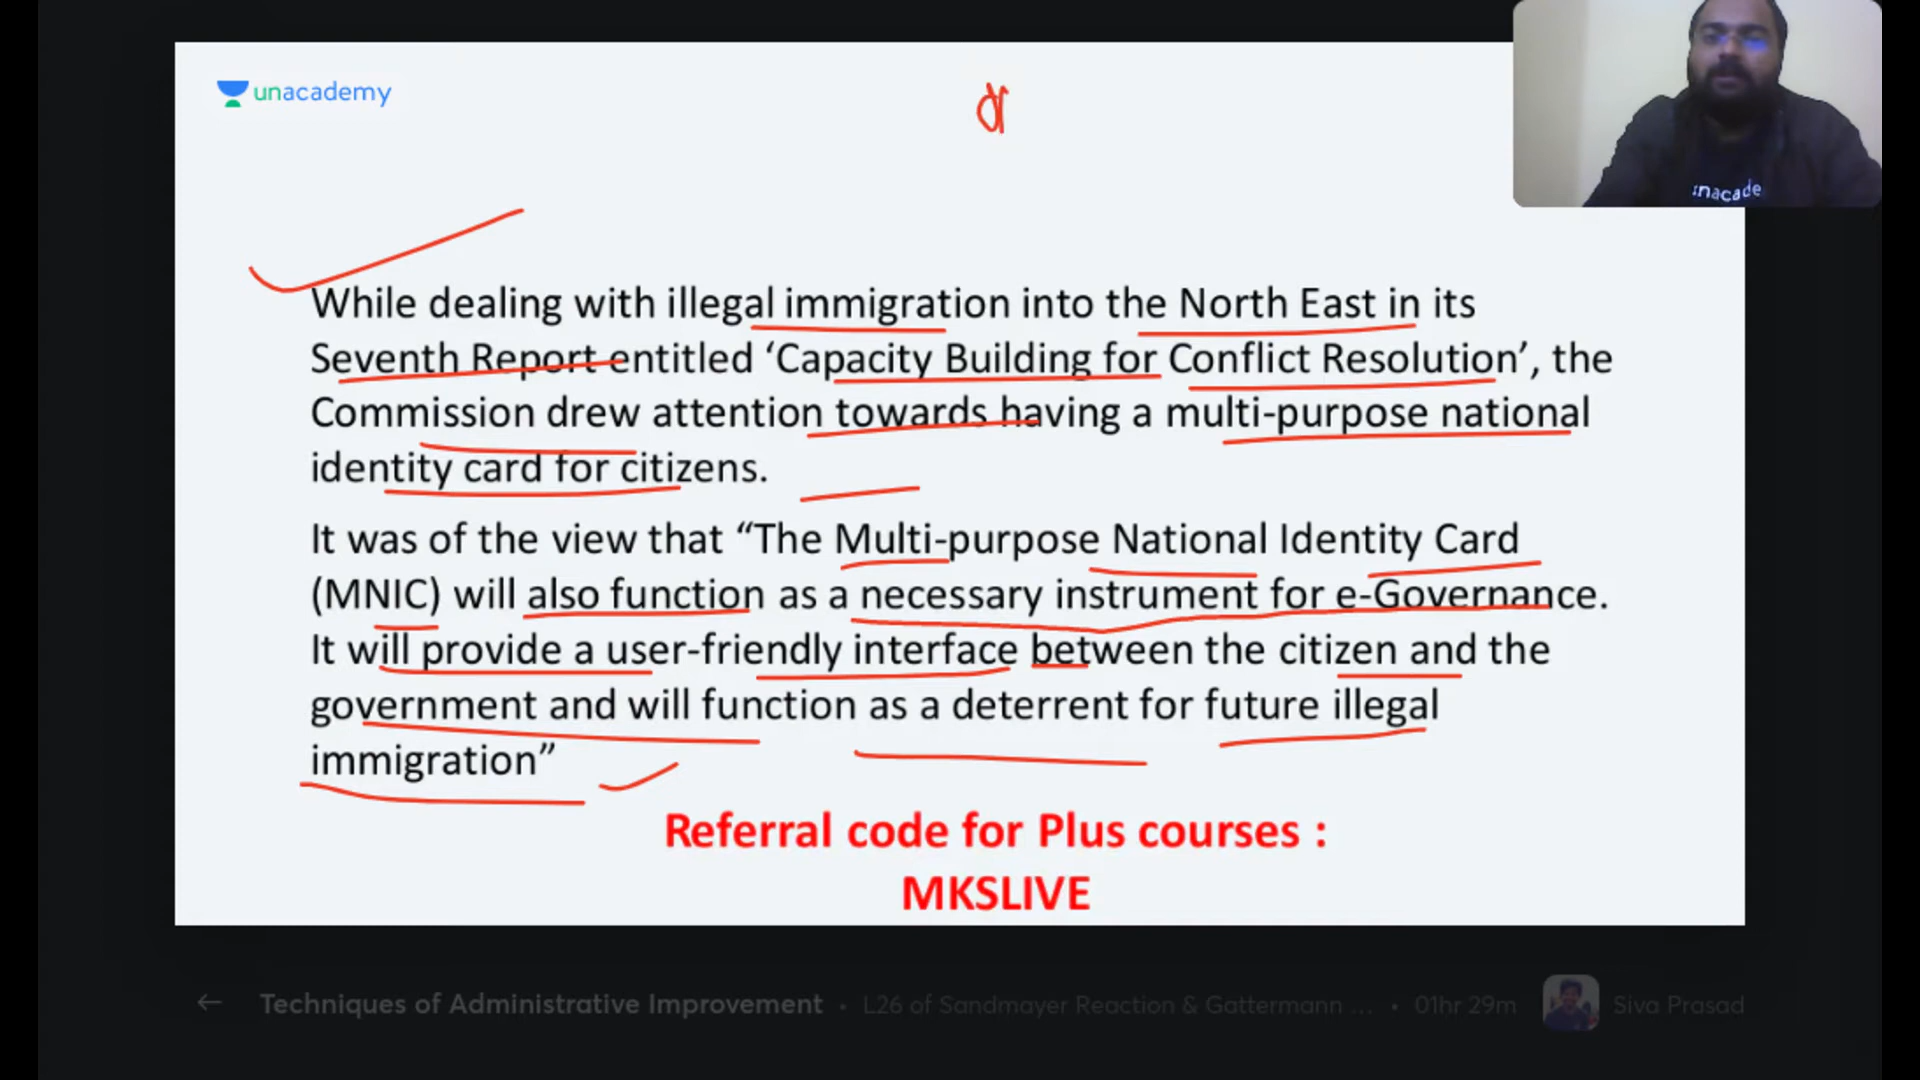 unacademy
unacade
While dealing with illegal immigration into the North East in its
Seventh Report entitled ‘Capacity Building for Conflict Resolution’, the
Commission drew attention towards having a multi-purpose national
identity card for citizens.
It was of the view that “The Multi-purpose National Identity Card
(MNIC) will also function as a necessary instrument for e-Governance.
It will provide a user-friendly interface between the citizen and the
government and will function as a deterrent for future illegal
immigration”
Referral code for Plus courses :
MKSLIVE
← Techniques of Administrative Improvement • L26 of Sandmayer Reaction & Gattermann ... • 01hr 29m Siva Prasad